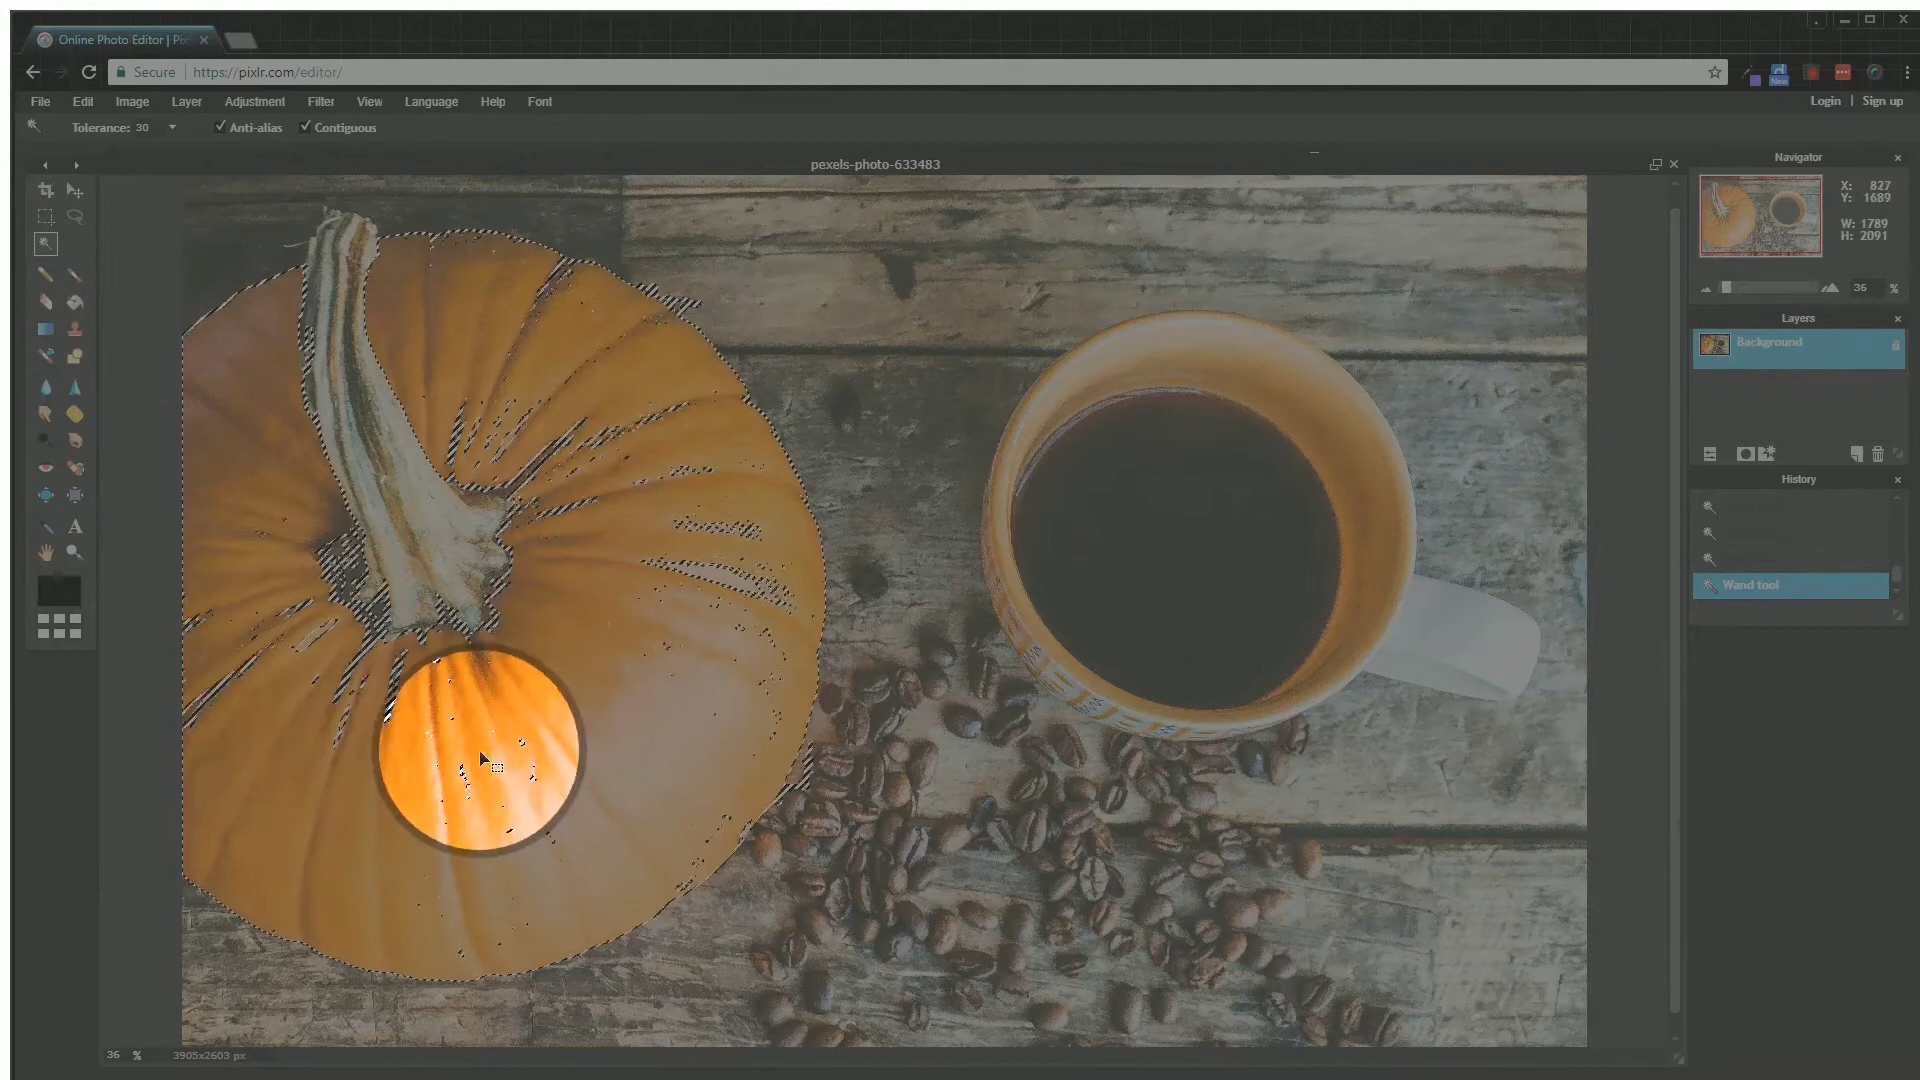 Online Photo Editor | Pix
Secure https://pixlr.com/editor/
New
File Edit Image Layer Adjustment Filter View Language Help Font
Login | Sign up
Tolerance: 30 Anti-alias Contiguous
pexels-photo-633483
Navigator
X: 827
Y: 1689
W: 1789
H: 2091
36 %
Layers
Background
History
Wand tool
A
36 % 3905x2603 px